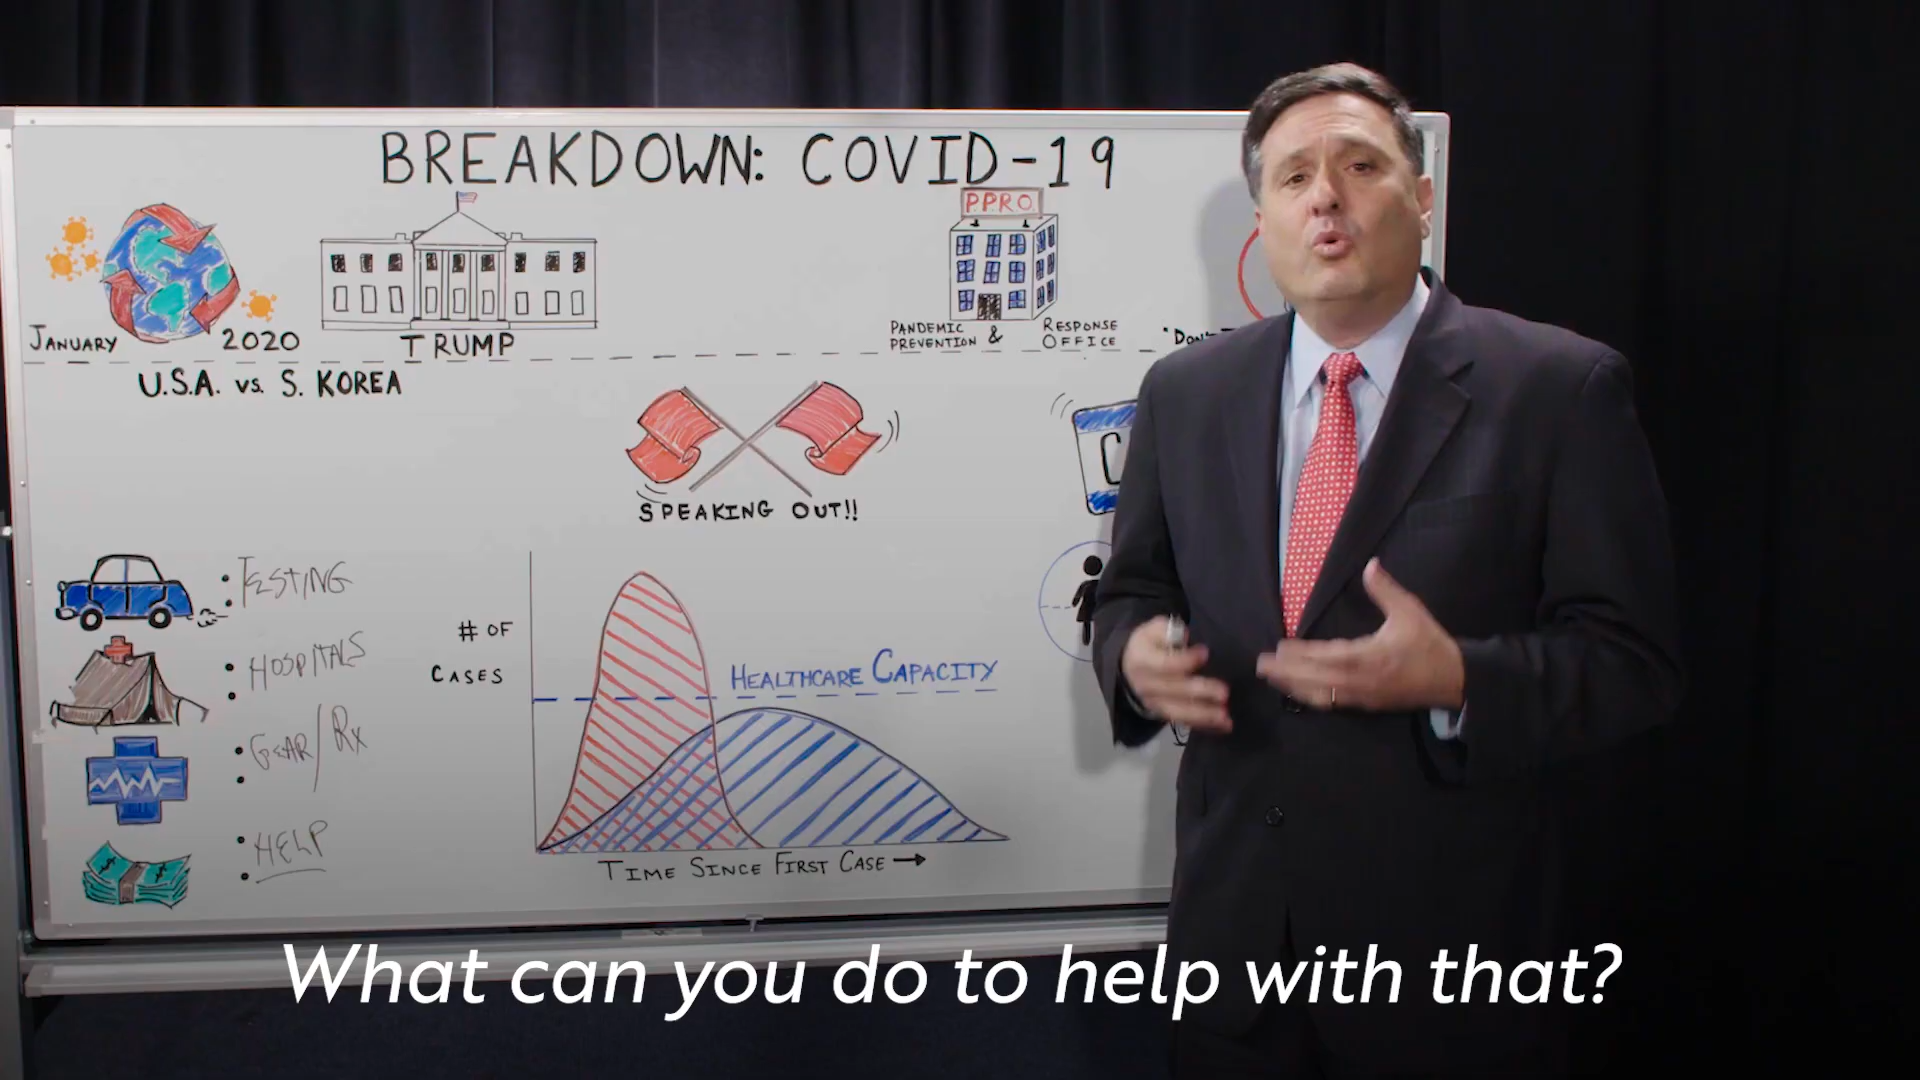 BREAKDOWN: COVID-19
P.P.R.O.
JANUARY 2020
TRUMP
PANDEMIC PREVENTION & RESPONSE OFFICE
U.S.A. vs. S. KOREA
SPEAKING OUT!!
TESTING
HOSPITALS
GEAR/RX
HELP
# OF
CASES
HEALTHCARE CAPACITY
TIME SINCE FIRST CASE
What can you do to help with that?